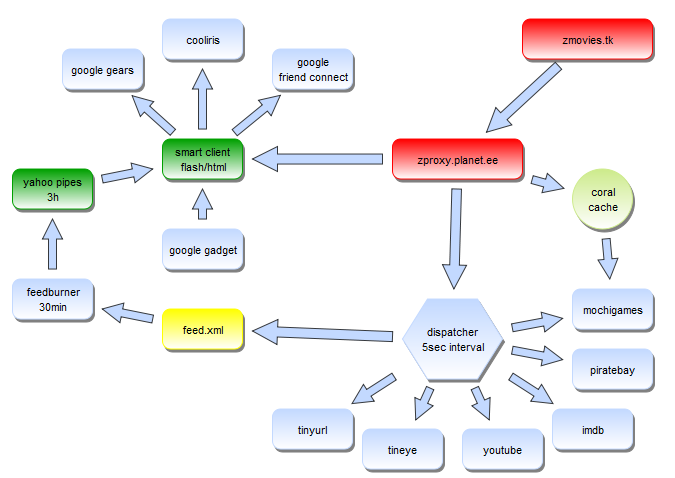 cooliris
zmovies.tk
google gears
google
friend connect
smart client
flash/html
zproxy.planet.ee
yahoo pipes
3h
coral
cache
google gadget
feedburner
30min
mochigames
feed.xml
dispatcher
5sec interval
piratebay
tinyurl
tineye
youtube
imdb